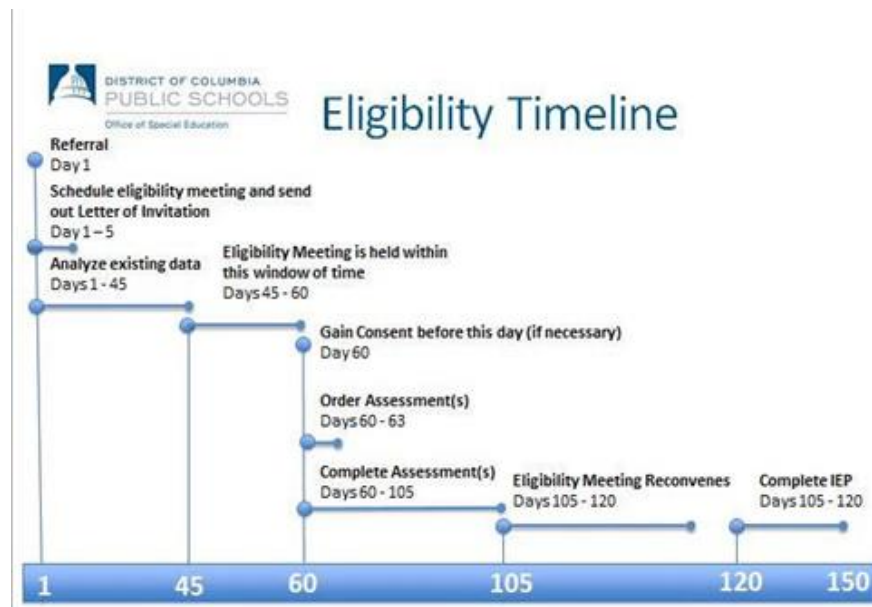 DISTRICT OF COLUMBIA
PUBLIC SCHOOLS
Office of Special Education
Eligibility Timeline
Referral
Day 1
Schedule eligibility meeting and send
out Letter of Invitation
Day 1 – 5
Analyze existing data
Days 1 - 45
Eligibility Meeting is held within
this window of time
Days 45 - 60
Gain Consent before this day (if necessary)
Day 60
Order Assessment(s)
Days 60 - 63
Complete Assessment(s)
Days 60 - 105
Eligibility Meeting Reconvenes
Days 105 - 120
Complete IEP
Days 105 - 120
1 45 60 105 120 150